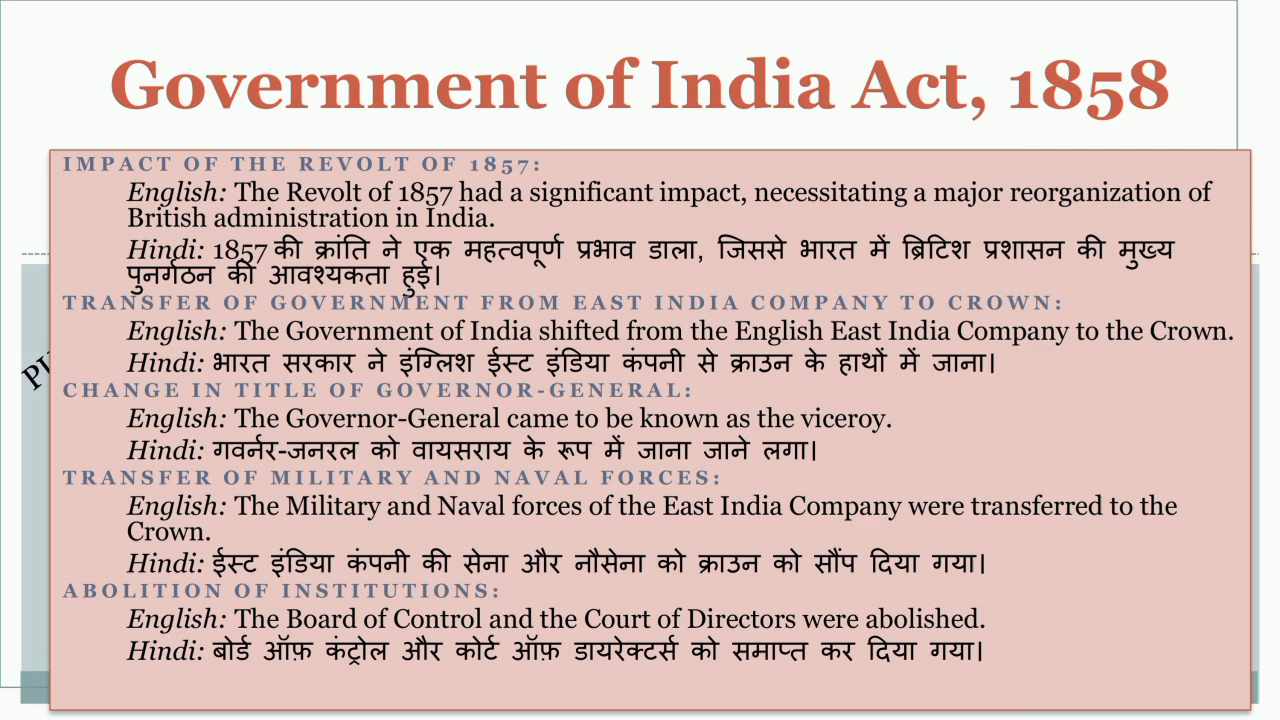 Government of India Act, 1858
IMPACT OF THE REVOLT OF 1857:
English: The Revolt of 1857 had a significant impact, necessitating a major reorganization of
British administration in India.
Hindi: 1857 की क्रांति ने एक महत्वपूर्ण प्रभाव डाला, जिससे भारत में ब्रिटिश प्रशासन की मुख्य
पुनर्गठन की आवश्यकता हुई।
TRANSFER OF GOVERNMENT FROM EAST INDIA COMPANY TO CROWN:
English: The Government of India shifted from the English East India Company to the Crown.
Hindi: भारत सरकार ने इंग्लिश ईस्ट इंडिया कंपनी से क्राउन के हाथों में जाना।
CHANGE IN TITLE OF GOVERNOR-GENERAL:
English: The Governor-General came to be known as the viceroy.
Hindi: गवर्नर-जनरल को वायसराय के रूप में जाना जाने लगा।
TRANSFER OF MILITARY AND NAVAL FORCES:
English: The Military and Naval forces of the East India Company were transferred to the
Crown.
Hindi: ईस्ट इंडिया कंपनी की सेना और नौसेना को क्राउन को सौंप दिया गया।
ABOLITION OF INSTITUTIONS:
English: The Board of Control and the Court of Directors were abolished.
Hindi: बोर्ड ऑफ़ कंट्रोल और कोर्ट ऑफ़ डायरेक्टर्स को समाप्त कर दिया गया।